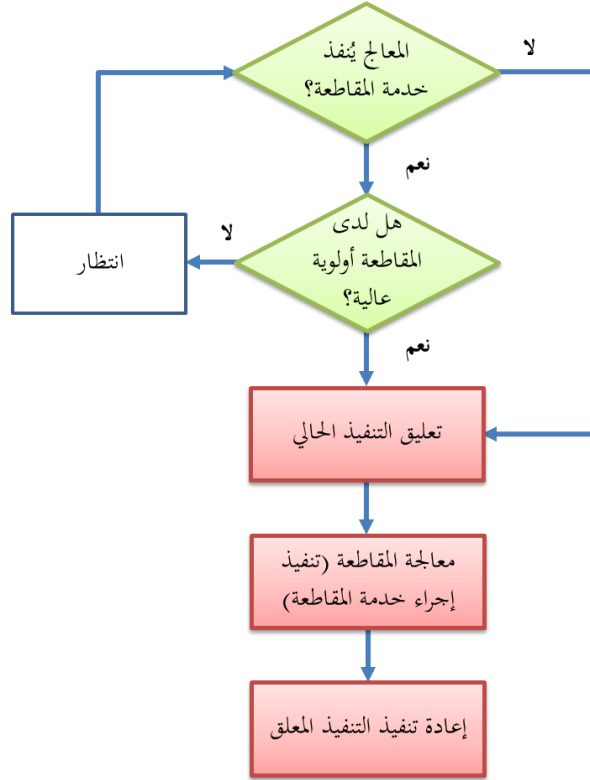 المعالج يُنفذ
خدمة المقاطعة؟
لا
نعم
هل لدى
المقاطعة أولوية
عالية؟
لا
انتظار
نعم
تعليق التنفيذ الحالي
معالجة المقاطعة (تنفيذ
إجراء خدمة المقاطعة)
إعادة تنفيذ التنفيذ المعلق